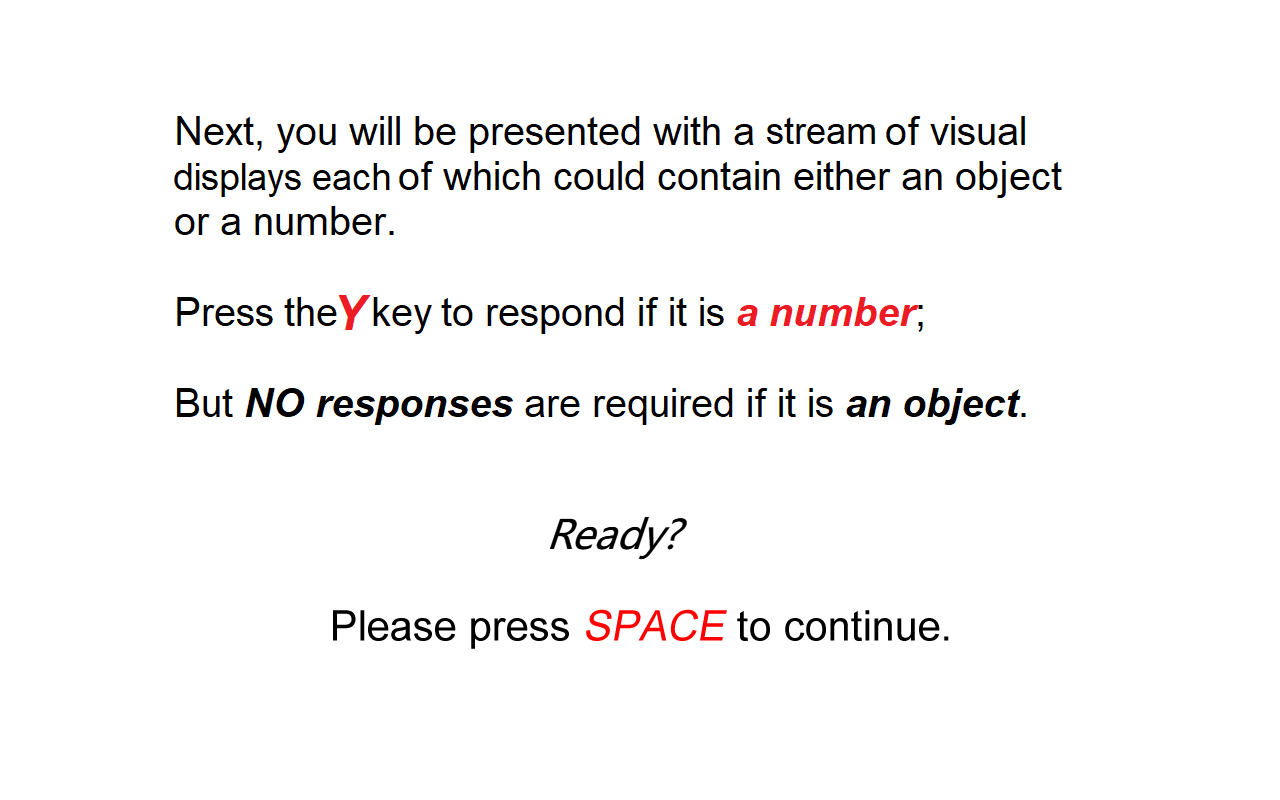 Next, you will be presented with a stream of visual
displays each of which could contain either an object
or a number.
Press the Y key to respond if it is a number;
But NO responses are required if it is an object.
Ready?
Please press SPACE to continue.